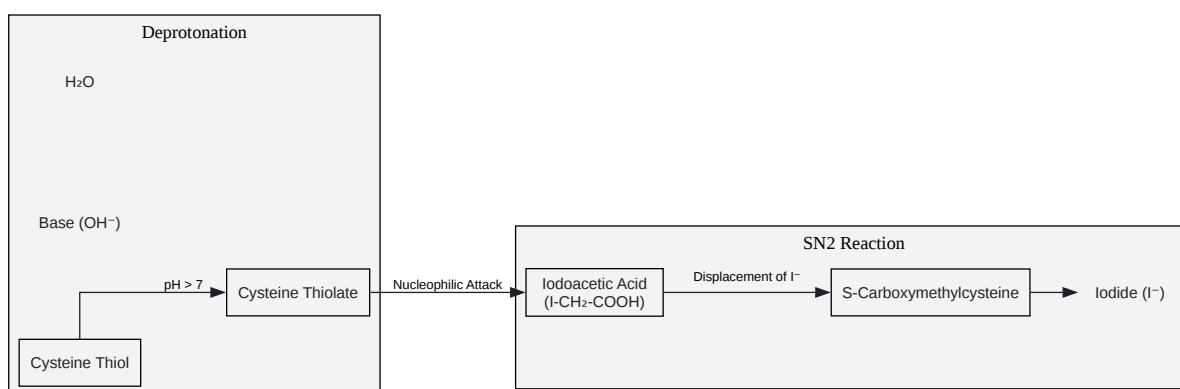 Deprotonation
H₂O
Base (OH⁻)
pH > 7
Cysteine Thiolate
Cysteine Thiol
Nucleophilic Attack
SN2 Reaction
Iodoacetic Acid
(I-CH₂-COOH)
Displacement of I⁻
S-Carboxymethylcysteine
Iodide (I⁻)